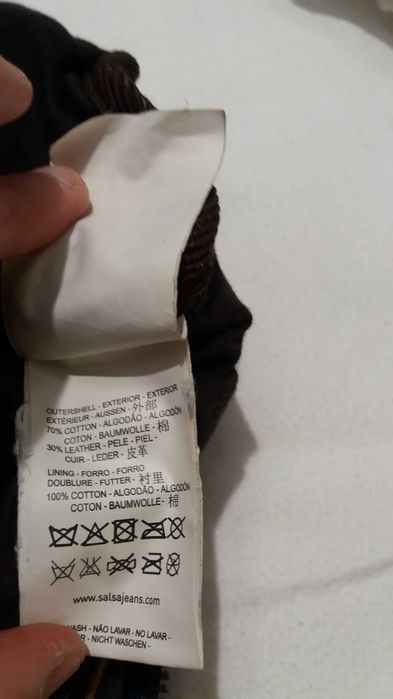 OUTERSHELL - EXTERIOR - EXTERIOR
EXTÉRIEUR - AUSSEN - 外部
70% COTTON - ALGODÃO - ALGODÓN
COTON - BAUMWOLLE - 棉
30% LEATHER - PELE - PIEL -
CUIR - LEDER - 皮革
LINING - FORRO - FORRO
DOUBLURE - FUTTER - 衬里
100% COTTON - ALGODÃO - ALGODÓN
COTON - BAUMWOLLE - 棉
www.salsajeans.com
- NÃO LAVAR - NO LAVAR -
- NICHT WASCHEN -